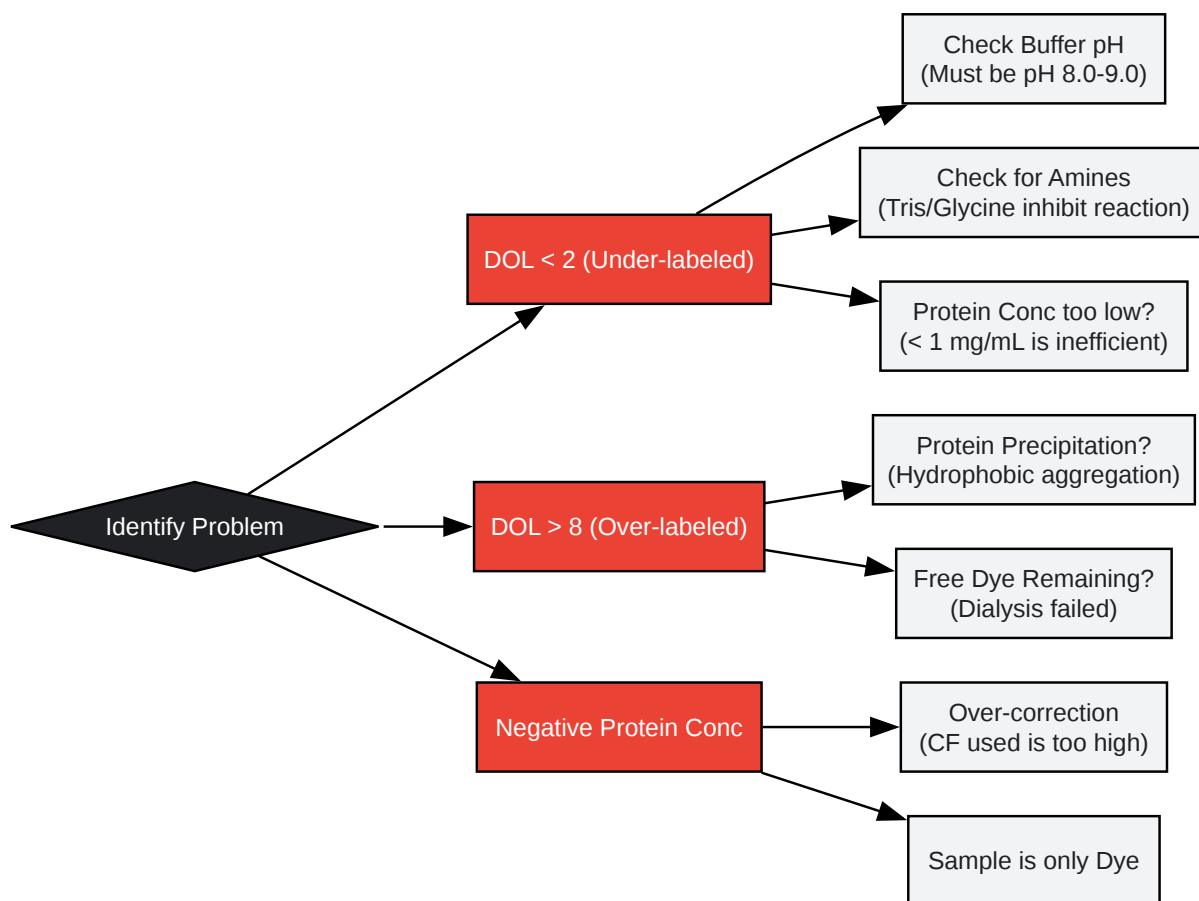 Identify Problem
DOL < 2 (Under-labeled)
Check Buffer pH
(Must be pH 8.0-9.0)
Check for Amines
(Tris/Glycine inhibit reaction)
Protein Conc too low?
(< 1 mg/mL is inefficient)
DOL > 8 (Over-labeled)
Protein Precipitation?
(Hydrophobic aggregation)
Free Dye Remaining?
(Dialysis failed)
Negative Protein Conc
Over-correction
(CF used is too high)
Sample is only Dye